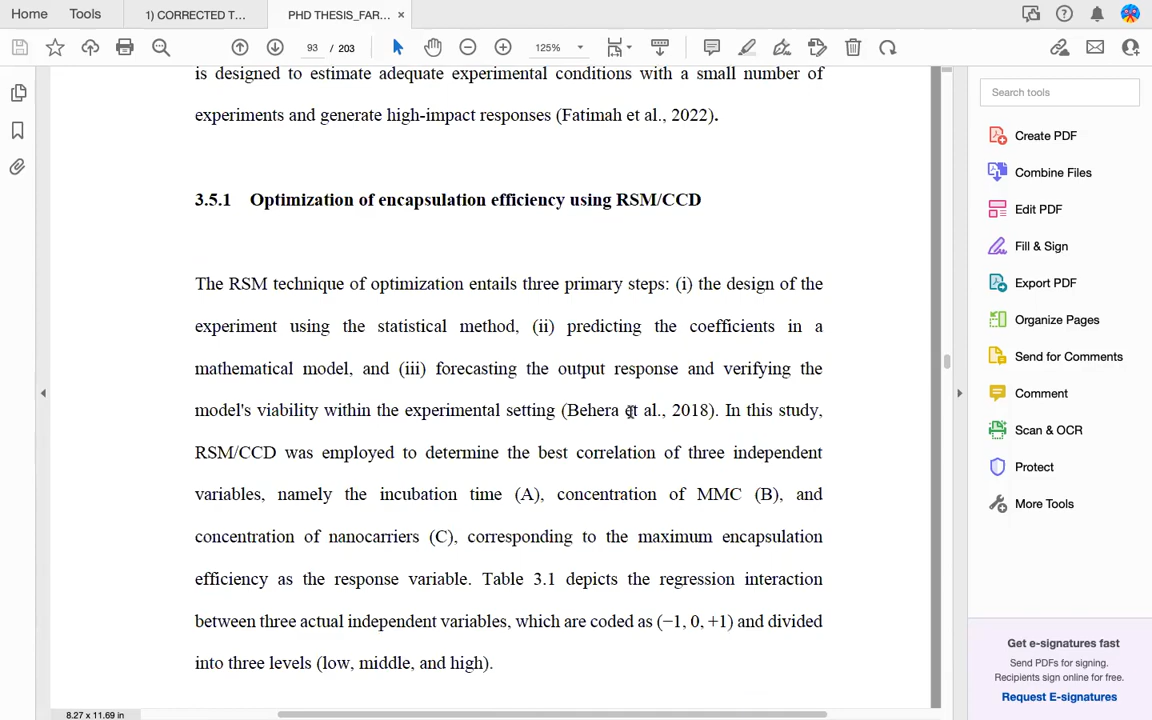 Home Tools 1) CORRECTED T... PHD THESIS_FAR... ×
93 / 203 125%
is designed to estimate adequate experimental conditions with a small number of
experiments and generate high-impact responses (Fatimah et al., 2022).
3.5.1 Optimization of encapsulation efficiency using RSM/CCD
The RSM technique of optimization entails three primary steps: (i) the design of the
experiment using the statistical method, (ii) predicting the coefficients in a
mathematical model, and (iii) forecasting the output response and verifying the
model's viability within the experimental setting (Behera et al., 2018). In this study,
RSM/CCD was employed to determine the best correlation of three independent
variables, namely the incubation time (A), concentration of MMC (B), and
concentration of nanocarriers (C), corresponding to the maximum encapsulation
efficiency as the response variable. Table 3.1 depicts the regression interaction
between three actual independent variables, which are coded as (−1, 0, +1) and divided
into three levels (low, middle, and high).
8.27 x 11.69 in
Search tools
Create PDF
Combine Files
Edit PDF
Fill & Sign
Export PDF
Organize Pages
Send for Comments
Comment
Scan & OCR
Protect
More Tools
Get e-signatures fast
Send PDFs for signing.
Recipients sign online for free.
Request E-signatures